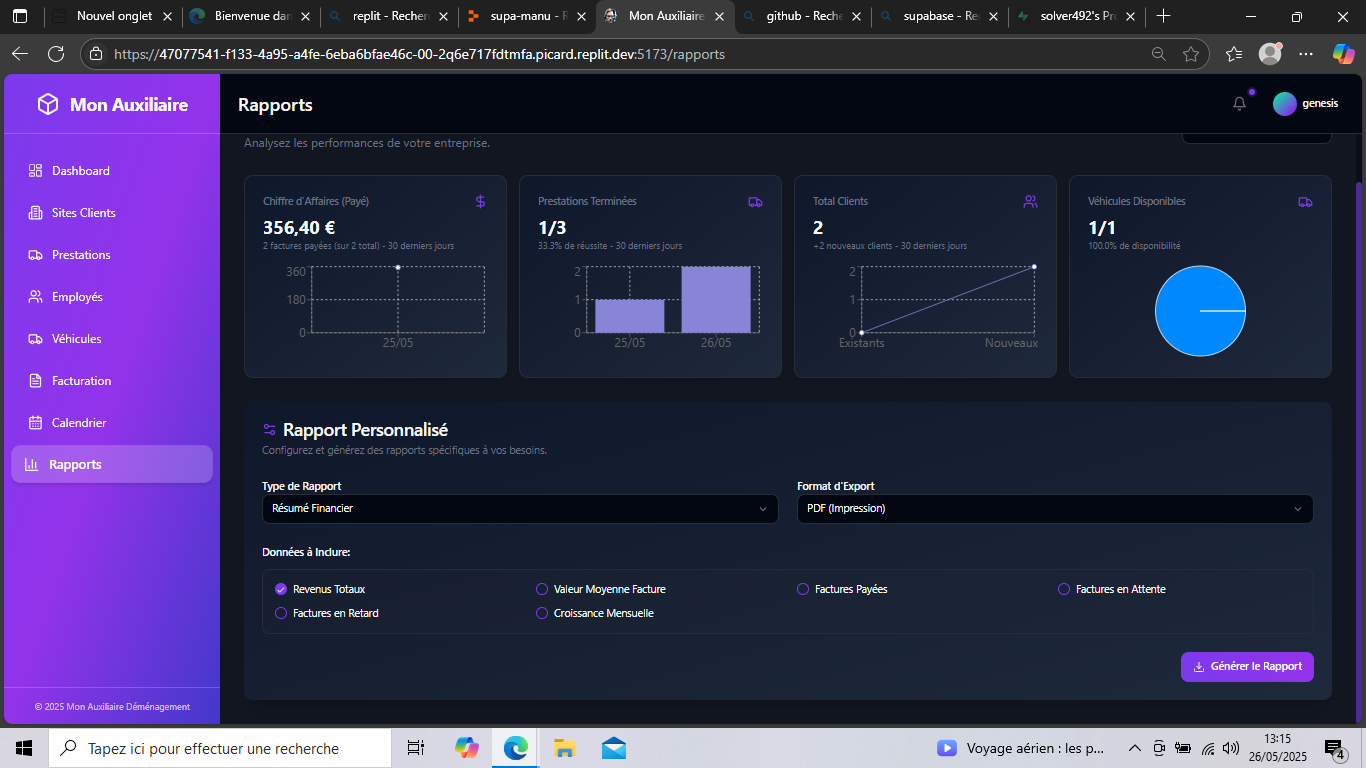 Nouvel onglet
Bienvenue dan
replit - Recher
supa-manu - R
Mon Auxiliaire
github - Reche
supabase - Re
solver492's Pr
https://47077541-f133-4a95-a4fe-6eba6bfae46c-00-2q6e717fdtmfa.picard.replit.dev:5173/rapports
Mon Auxiliaire
Rapports
genesis
Dashboard
Sites Clients
Prestations
Employés
Véhicules
Facturation
Calendrier
Rapports
© 2025 Mon Auxiliaire Déménagement
Analysez les performances de votre entreprise.
Chiffre d'Affaires (Payé)
356,40 €
2 factures payées (sur 2 total) - 30 derniers jours
360
180
0
25/05
Prestations Terminées
1/3
33.3% de réussite - 30 derniers jours
2
1
0
25/05 26/05
Total Clients
2
+2 nouveaux clients - 30 derniers jours
2
1
0
Existants Nouveaux
Véhicules Disponibles
1/1
100.0% de disponibilité
Rapport Personnalisé
Configurez et générez des rapports spécifiques à vos besoins.
Type de Rapport
Résumé Financier
Format d'Export
PDF (Impression)
Données à Inclure:
Revenus Totaux
Valeur Moyenne Facture
Factures Payées
Factures en Attente
Factures en Retard
Croissance Mensuelle
Générer le Rapport
Tapez ici pour effectuer une recherche
Voyage aérien : les p...
13:15
26/05/2025
4